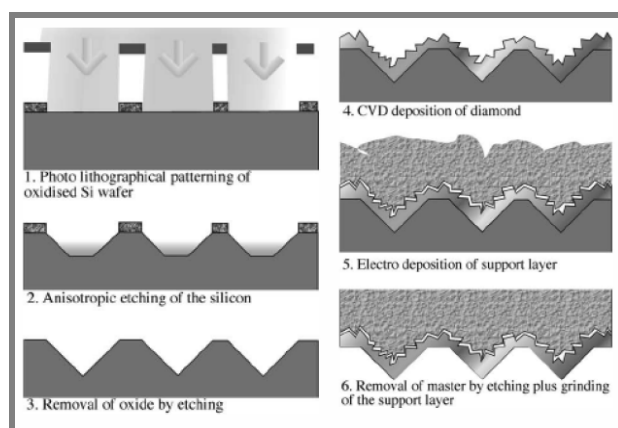 1. Photo lithographical patterning of
oxidised Si wafer
2. Anisotropic etching of the silicon
3. Removal of oxide by etching
4. CVD deposition of diamond
5. Electro deposition of support layer
6. Removal of master by etching plus grinding
of the support layer